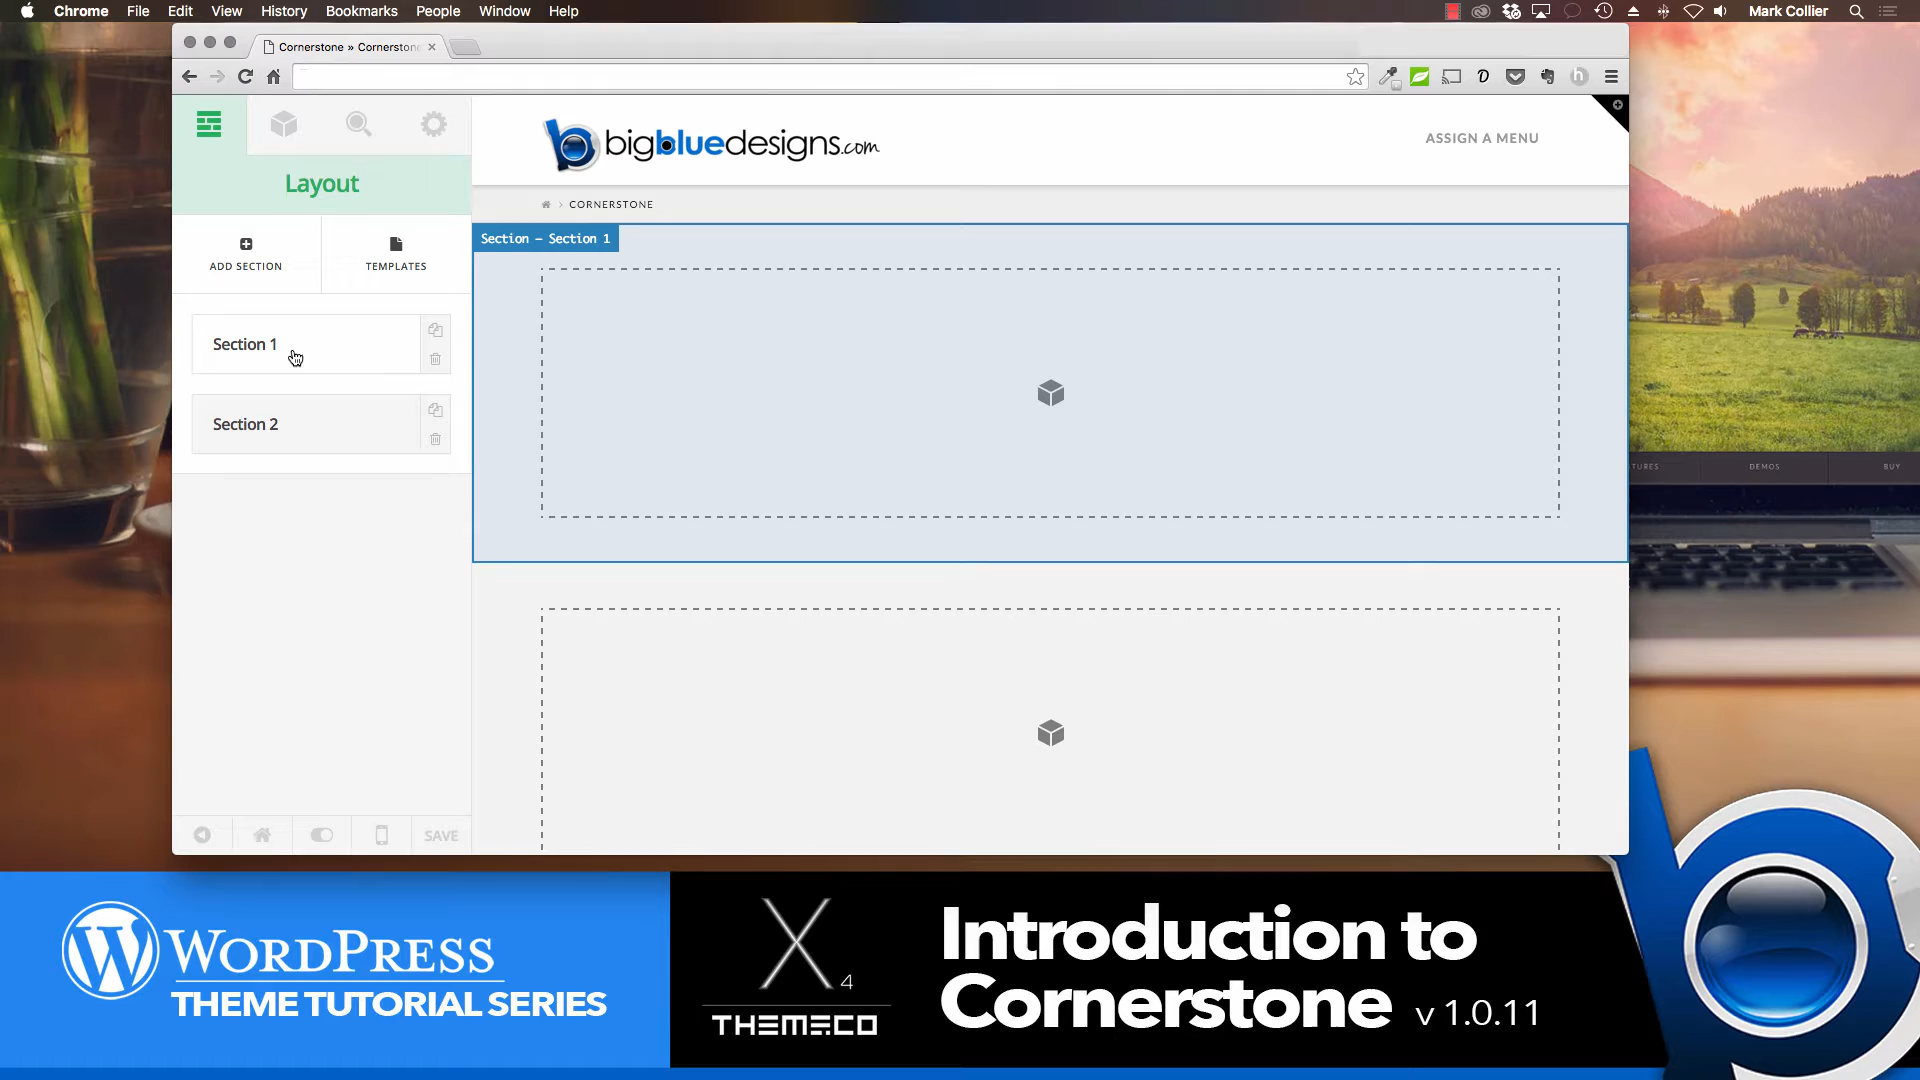 Chrome File Edit View History Bookmarks People Window Help Mark Collier
Cornerstone » Cornerston
bigbluedesigns.com
ASSIGN A MENU
Layout
CORNERSTONE
Section – Section 1
ADD SECTION
TEMPLATES
Section 1
Section 2
TURES DEMOS BUY
SAVE
WORDPRESS
THEME TUTORIAL SERIES
X 4
THEMECO
Introduction to
Cornerstone v 1.0.11